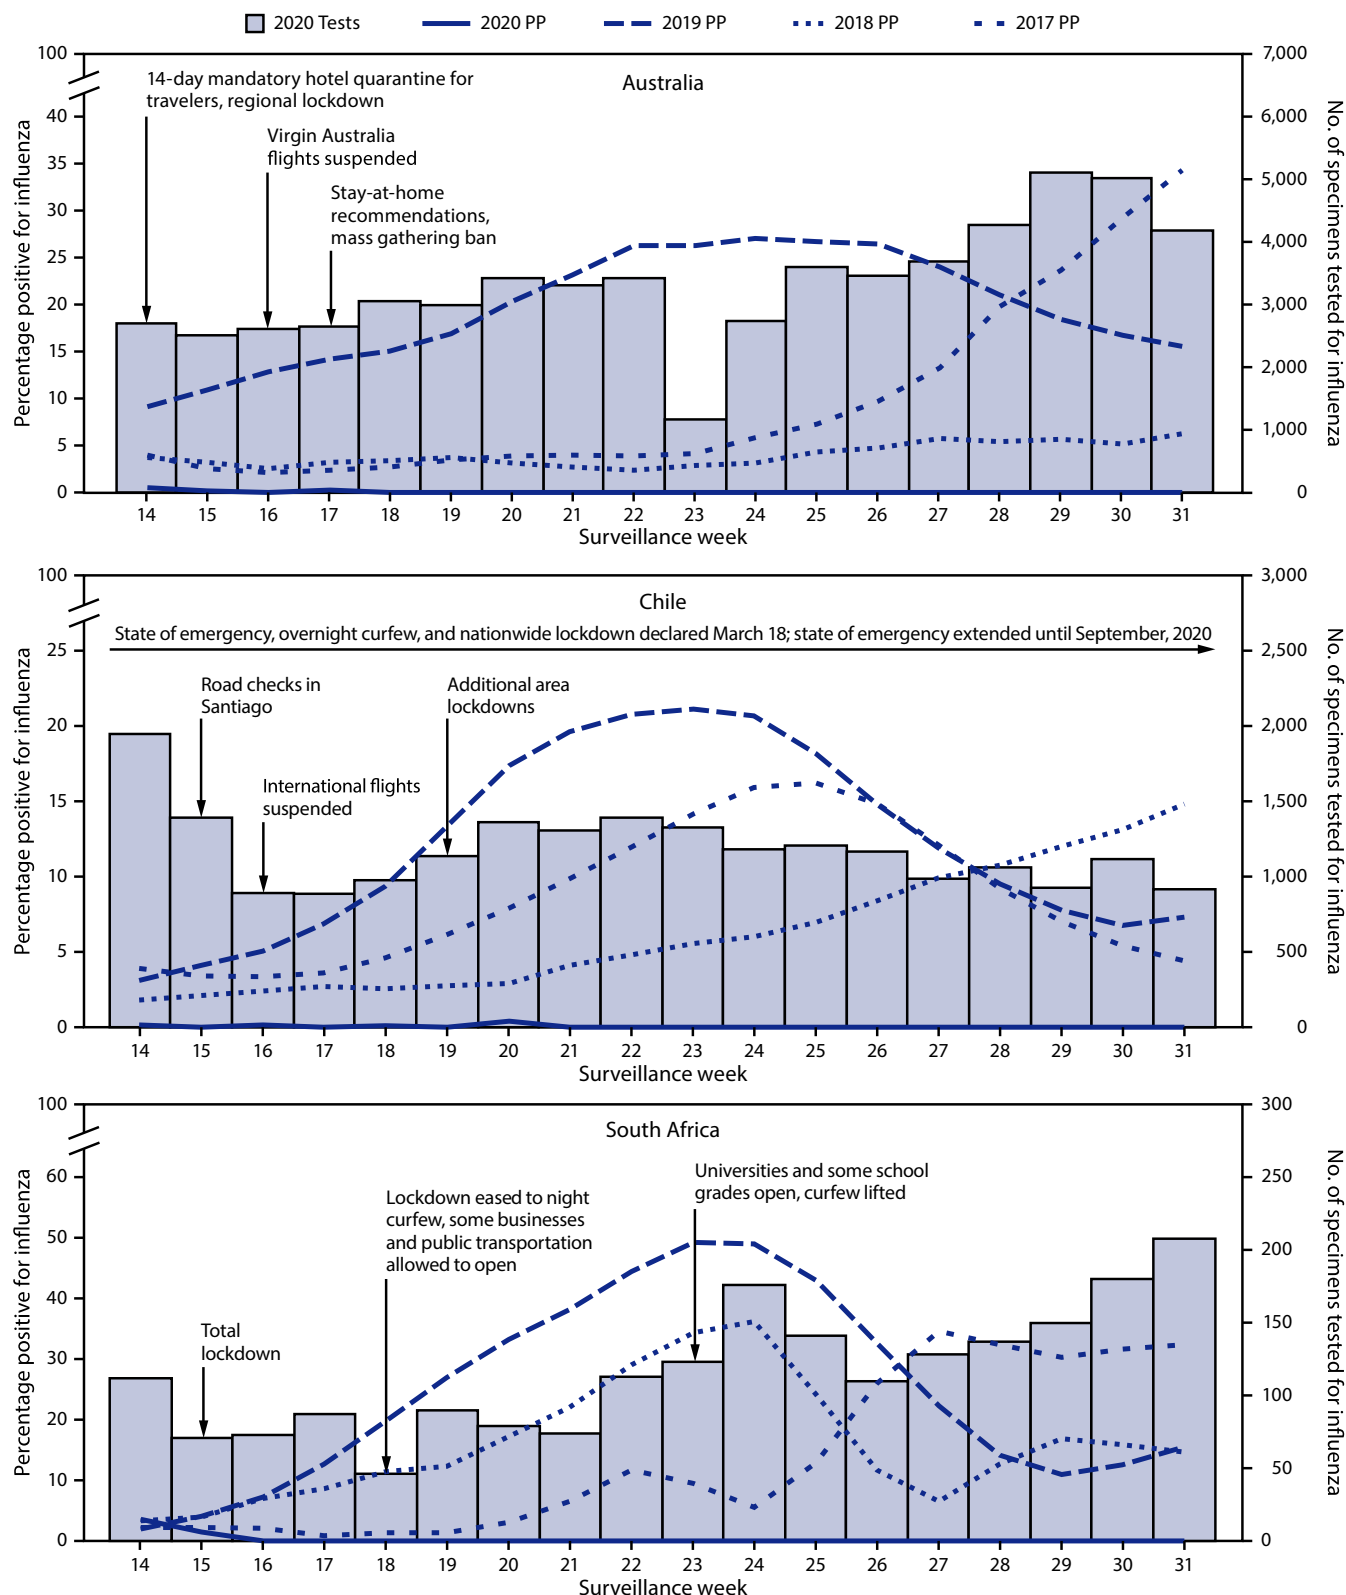 2020 Tests 2020 PP 2019 PP 2018 PP 2017 PP
Australia
Percentage positive for influenza
100
40
35
30
25
20
15
10
5
0
14-day mandatory hotel quarantine for
travelers, regional lockdown
Virgin Australia
flights suspended
Stay-at-home
recommendations,
mass gathering ban
7,000
6,000
5,000
4,000
3,000
2,000
1,000
0
No. of specimens tested for influenza
14 15 16 17 18 19 20 21 22 23 24 25 26 27 28 29 30 31
Surveillance week
Chile
Percentage positive for influenza
100
25
20
15
10
5
0
State of emergency, overnight curfew, and nationwide lockdown declared March 18; state of emergency extended until September, 2020
Road checks in
Santiago
International flights
suspended
Additional area
lockdowns
3,000
2,500
2,000
1,500
1,000
500
0
No. of specimens tested for influenza
14 15 16 17 18 19 20 21 22 23 24 25 26 27 28 29 30 31
Surveillance week
South Africa
Percentage positive for influenza
100
60
50
40
30
20
10
0
Total
lockdown
Lockdown eased to night
curfew, some businesses
and public transportation
allowed to open
Universities and some school
grades open, curfew lifted
300
250
200
150
100
50
0
No. of specimens tested for influenza
14 15 16 17 18 19 20 21 22 23 24 25 26 27 28 29 30 31
Surveillance week